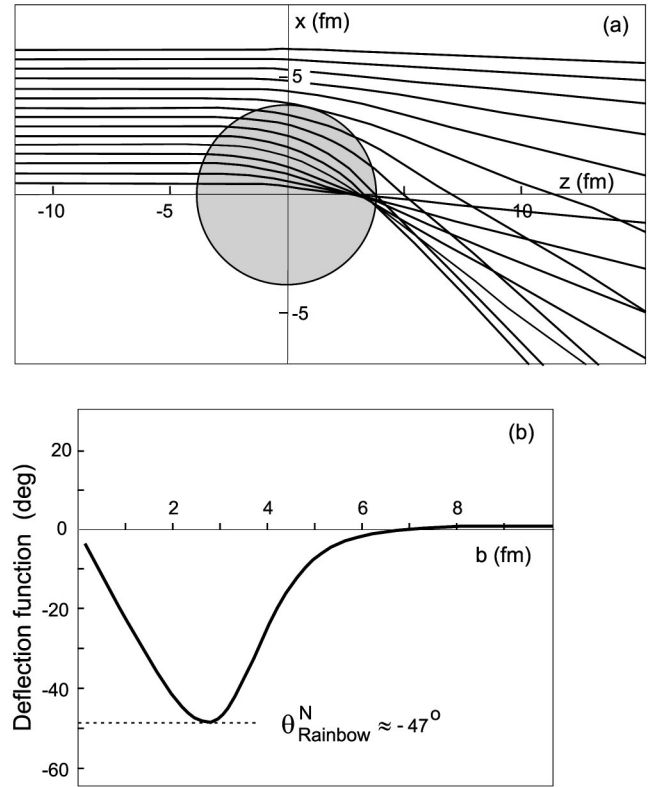 x (fm)
(a)
5
z (fm)
-10
-5
10
-5
(b)
20
2
4
6
8
0
b (fm)
-20
-40
θ^N_Rainbow ≈ -47°
-60
Deflection function (deg)